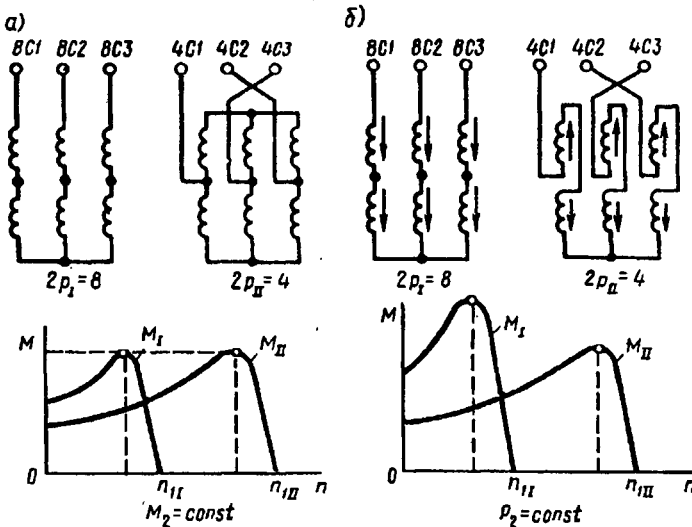 а)
8С1 8С2 8С3 4С1 4С2 4С3
2p_I = 8 2p_II = 4
M
M_I
M_II
0
n_1I n_1II n
M_2 = const
б)
8С1 8С2 8С3 4С1 4С2 4С3
2p_I = 8 2p_II = 4
M
M_I
M_II
0
n_1I n_1II n
P_2 = const